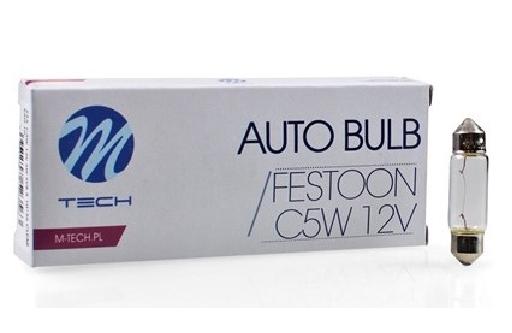 M
TECH
M-TECH.PL
AUTO BULB
/FESTOON
C5W 12V